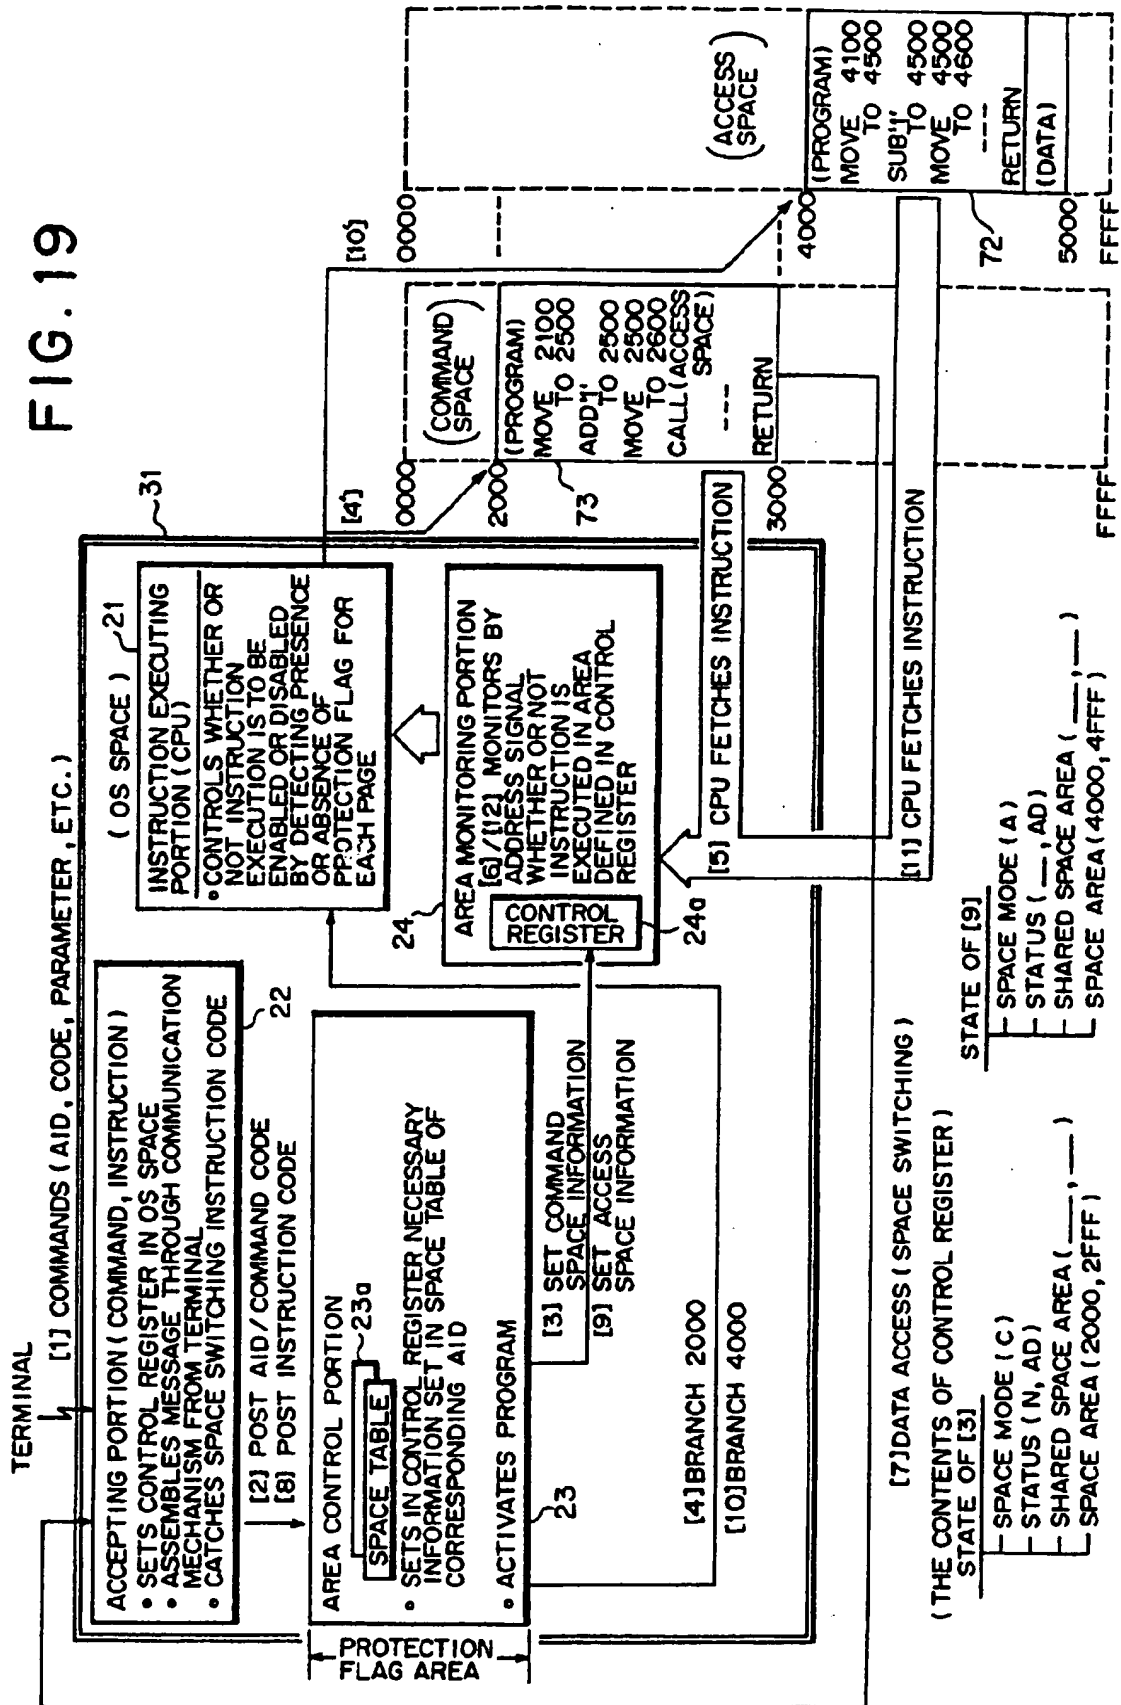 FIG.19
TERMINAL
[1] COMMANDS (AID, CODE, PARAMETER, ETC.)
31
ACCEPTING PORTION (COMMAND, INSTRUCTION)
• SETS CONTROL REGISTER IN OS SPACE
• ASSEMBLES MESSAGE THROUGH COMMUNICATION
MECHANISM FROM TERMINAL
• CATCHES SPACE SWITCHING INSTRUCTION CODE
22
[2] POST AID/COMMAND CODE
[8] POST INSTRUCTION CODE
PROTECTION
FLAG AREA
AREA CONTROL PORTION
SPACE TABLE
23a
• SETS IN CONTROL REGISTER NECESSARY
INFORMATION SET IN SPACE TABLE OF
CORRESPONDING AID
• ACTIVATES PROGRAM
23
[3] SET COMMAND
SPACE INFORMATION
[9] SET ACCESS
SPACE INFORMATION
[4] BRANCH 2000
[10] BRANCH 4000
(OS SPACE)
21
INSTRUCTION EXECUTING
PORTION (CPU)
• CONTROLS WHETHER OR
NOT INSTRUCTION
EXECUTION IS TO BE
ENABLED OR DISABLED
BY DETECTING PRESENCE
OR ABSENCE OF
PROTECTION FLAG FOR
EACH PAGE
24
AREA MONITORING PORTION
[6]/[12] MONITORS BY
ADDRESS SIGNAL
WHETHER OR NOT
INSTRUCTION IS
EXECUTED IN AREA
DEFINED IN CONTROL
REGISTER
CONTROL
REGISTER
24a
[5] CPU FETCHES INSTRUCTION
[11] CPU FETCHES INSTRUCTION
[4']
0000
(COMMAND
SPACE)
2000
(PROGRAM)
MOVE 2100
TO 2500
ADD'1'
TO 2500
MOVE 2500
TO 2600
CALL (ACCESS
SPACE)
---
RETURN
73
3000
FFFF
[10']
0000
(ACCESS
SPACE)
4000
(PROGRAM)
MOVE 4100
TO 4500
SUB'1'
TO 4500
MOVE 4500
TO 4600
---
RETURN
(DATA)
72
5000
FFFF
[7] DATA ACCESS (SPACE SWITCHING)
(THE CONTENTS OF CONTROL REGISTER)
STATE OF [3]
SPACE MODE (C)
STATUS (N, AD)
SHARED SPACE AREA (__,__)
SPACE AREA (2000, 2FFF)
STATE OF [9]
SPACE MODE (A)
STATUS (__, AD)
SHARED SPACE AREA (__,__)
SPACE AREA (4000, 4FFF)